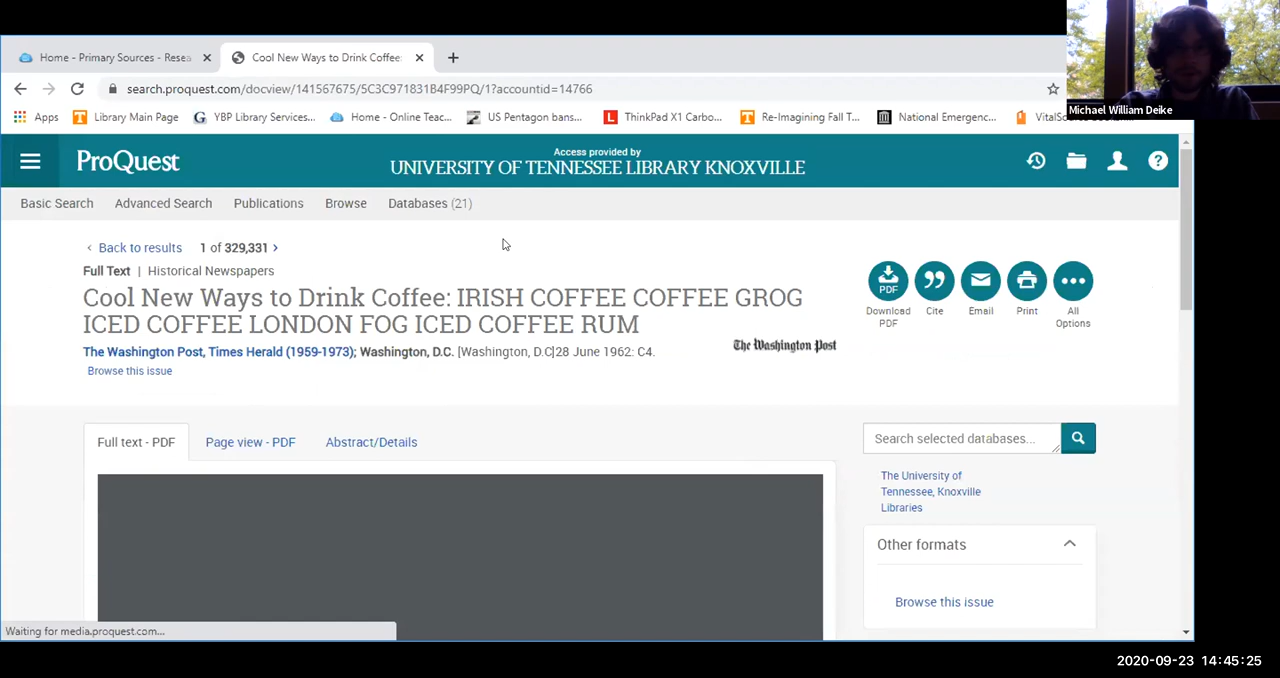 Home - Primary Sources - Resea
Cool New Ways to Drink Coffee:
search.proquest.com/docview/141567675/5C3C971831B4F99PQ/1?accountid=14766
Michael William Deike
Apps
Library Main Page
YBP Library Services...
Home - Online Teac...
US Pentagon bans...
ThinkPad X1 Carbo...
Re-Imagining Fall T...
National Emergenc...
ProQuest
Access provided by
UNIVERSITY OF TENNESSEE LIBRARY KNOXVILLE
Basic Search
Advanced Search
Publications
Browse
Databases (21)
Back to results 1 of 329,331
Full Text | Historical Newspapers
Cool New Ways to Drink Coffee: IRISH COFFEE COFFEE GROG
ICED COFFEE LONDON FOG ICED COFFEE RUM
The Washington Post, Times Herald (1959-1973); Washington, D.C. [Washington, D.C]28 June 1962: C4.
Browse this issue
The Washington Post
PDF
Download
PDF
Cite
Email
Print
All
Options
Full text - PDF
Page view - PDF
Abstract/Details
Search selected databases...
The University of
Tennessee, Knoxville
Libraries
Other formats
Browse this issue
Waiting for media.proquest.com...
2020-09-23 14:45:25